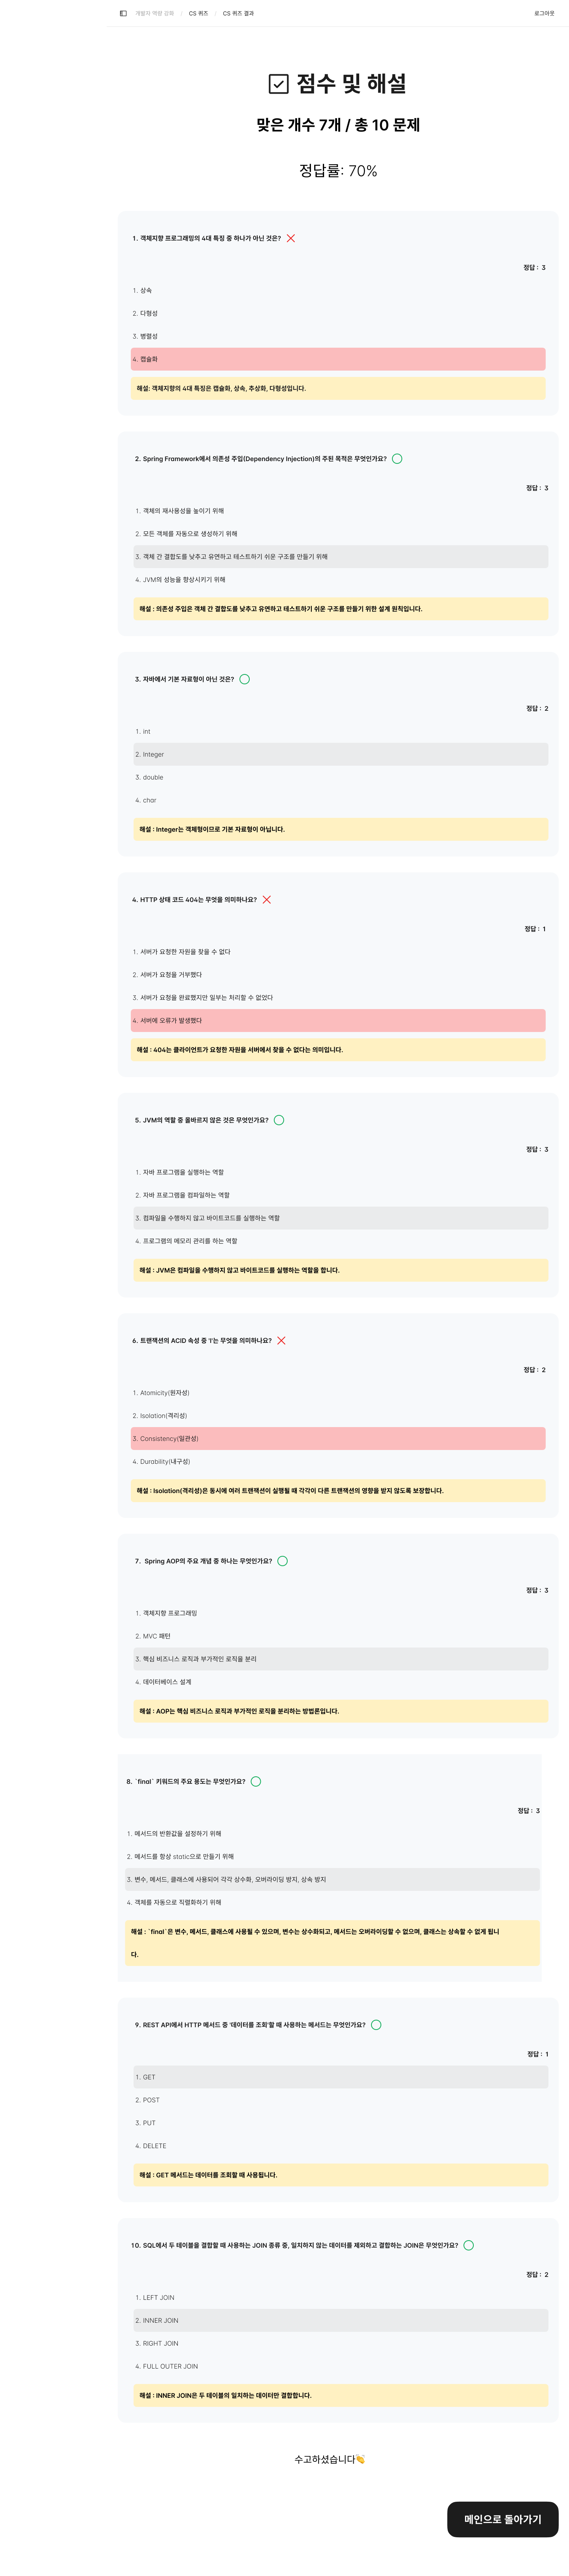 개발자 역량 강화 / CS 퀴즈 / CS 퀴즈 결과 로그아웃
점수 및 해설
맞은 개수 7개 / 총 10 문제
정답률: 70%
1. 객체지향 프로그래밍의 4대 특징 중 하나가 아닌 것은?
정답 : 3
1. 상속
2. 다형성
3. 병렬성
4. 캡슐화
해설: 객체지향의 4대 특징은 캡슐화, 상속, 추상화, 다형성입니다.
2. Spring Framework에서 의존성 주입(Dependency Injection)의 주된 목적은 무엇인가요?
정답 : 3
1. 객체의 재사용성을 높이기 위해
2. 모든 객체를 자동으로 생성하기 위해
3. 객체 간 결합도를 낮추고 유연하고 테스트하기 쉬운 구조를 만들기 위해
4. JVM의 성능을 향상시키기 위해
해설 : 의존성 주입은 객체 간 결합도를 낮추고 유연하고 테스트하기 쉬운 구조를 만들기 위한 설계 원칙입니다.
3. 자바에서 기본 자료형이 아닌 것은?
정답 : 2
1. int
2. Integer
3. double
4. char
해설 : Integer는 객체형이므로 기본 자료형이 아닙니다.
4. HTTP 상태 코드 404는 무엇을 의미하나요?
정답 : 1
1. 서버가 요청한 자원을 찾을 수 없다
2. 서버가 요청을 거부했다
3. 서버가 요청을 완료했지만 일부는 처리할 수 없었다
4. 서버에 오류가 발생했다
해설 : 404는 클라이언트가 요청한 자원을 서버에서 찾을 수 없다는 의미입니다.
5. JVM의 역할 중 올바르지 않은 것은 무엇인가요?
정답 : 3
1. 자바 프로그램을 실행하는 역할
2. 자바 프로그램을 컴파일하는 역할
3. 컴파일을 수행하지 않고 바이트코드를 실행하는 역할
4. 프로그램의 메모리 관리를 하는 역할
해설 : JVM은 컴파일을 수행하지 않고 바이트코드를 실행하는 역할을 합니다.
6. 트랜잭션의 ACID 속성 중 'I'는 무엇을 의미하나요?
정답 : 2
1. Atomicity(원자성)
2. Isolation(격리성)
3. Consistency(일관성)
4. Durability(내구성)
해설 : Isolation(격리성)은 동시에 여러 트랜잭션이 실행될 때 각각이 다른 트랜잭션의 영향을 받지 않도록 보장합니다.
7. Spring AOP의 주요 개념 중 하나는 무엇인가요?
정답 : 3
1. 객체지향 프로그래밍
2. MVC 패턴
3. 핵심 비즈니스 로직과 부가적인 로직을 분리
4. 데이터베이스 설계
해설 : AOP는 핵심 비즈니스 로직과 부가적인 로직을 분리하는 방법론입니다.
8. `final` 키워드의 주요 용도는 무엇인가요?
정답 : 3
1. 메서드의 반환값을 설정하기 위해
2. 메서드를 항상 static으로 만들기 위해
3. 변수, 메서드, 클래스에 사용되어 각각 상수화, 오버라이딩 방지, 상속 방지
4. 객체를 자동으로 직렬화하기 위해
해설 : `final`은 변수, 메서드, 클래스에 사용될 수 있으며, 변수는 상수화되고, 메서드는 오버라이딩할 수 없으며, 클래스는 상속할 수 없게 됩니
다.
9. REST API에서 HTTP 메서드 중 '데이터를 조회'할 때 사용하는 메서드는 무엇인가요?
정답 : 1
1. GET
2. POST
3. PUT
4. DELETE
해설 : GET 메서드는 데이터를 조회할 때 사용됩니다.
10. SQL에서 두 테이블을 결합할 때 사용하는 JOIN 종류 중, 일치하지 않는 데이터를 제외하고 결합하는 JOIN은 무엇인가요?
정답 : 2
1. LEFT JOIN
2. INNER JOIN
3. RIGHT JOIN
4. FULL OUTER JOIN
해설 : INNER JOIN은 두 테이블의 일치하는 데이터만 결합합니다.
수고하셨습니다👏
메인으로 돌아가기